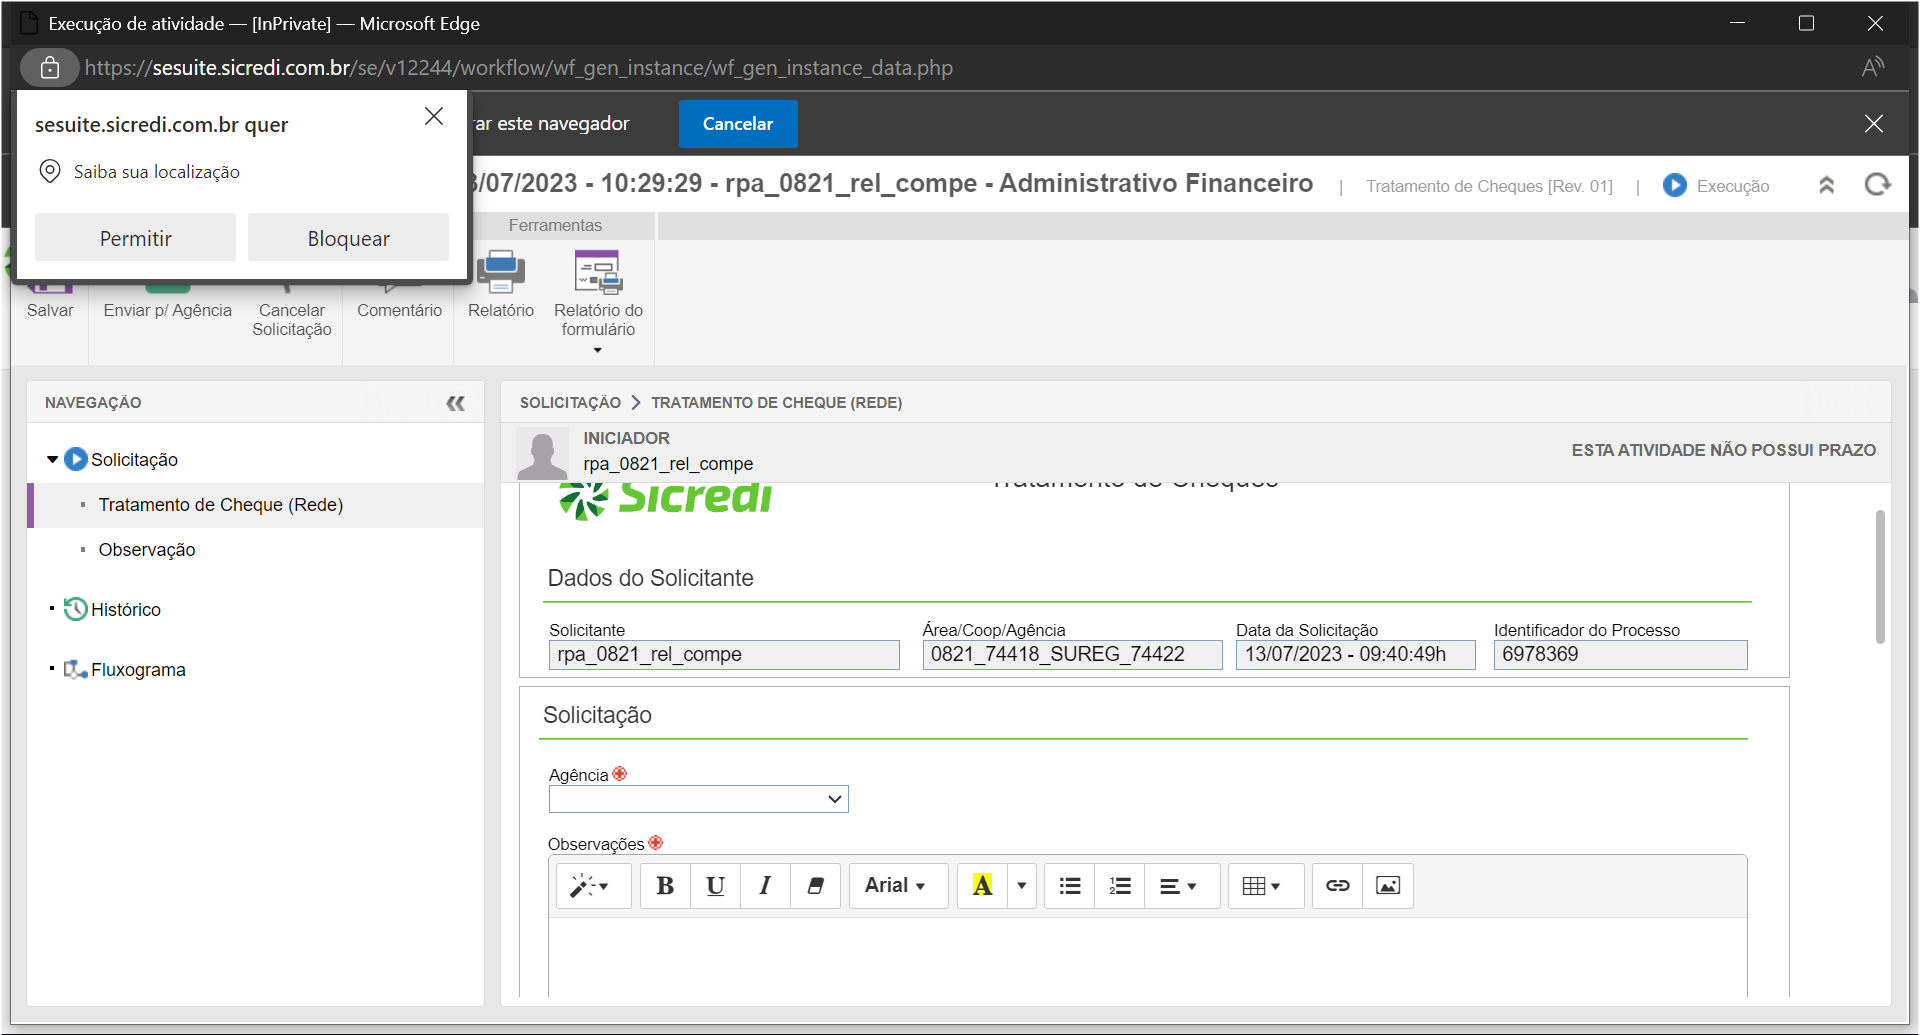 Execução de atividade — [InPrivate] — Microsoft Edge
https://sesuite.sicredi.com.br/se/v12244/workflow/wf_gen_instance/wf_gen_instance_data.php
sesuite.sicredi.com.br quer
Saiba sua localização
Permitir
Bloquear
este navegador
Cancelar
/07/2023 - 10:29:29 - rpa_0821_rel_compe - Administrativo Financeiro
| Tratamento de Cheques [Rev. 01] | Execução
Ferramentas
Salvar
Enviar p/ Agência
Cancelar
Solicitação
Comentário
Relatório
Relatório do
formulário
NAVEGAÇÃO
Solicitação
Tratamento de Cheque (Rede)
Observação
Histórico
Fluxograma
SOLICITAÇÃO > TRATAMENTO DE CHEQUE (REDE)
INICIADOR
rpa_0821_rel_compe
ESTA ATIVIDADE NÃO POSSUI PRAZO
Sicredi
Tratamento de Cheques
Dados do Solicitante
Solicitante
rpa_0821_rel_compe
Área/Coop/Agência
0821_74418_SUREG_74422
Data da Solicitação
13/07/2023 - 09:40:49h
Identificador do Processo
6978369
Solicitação
Agência
Observações
B U I Arial A